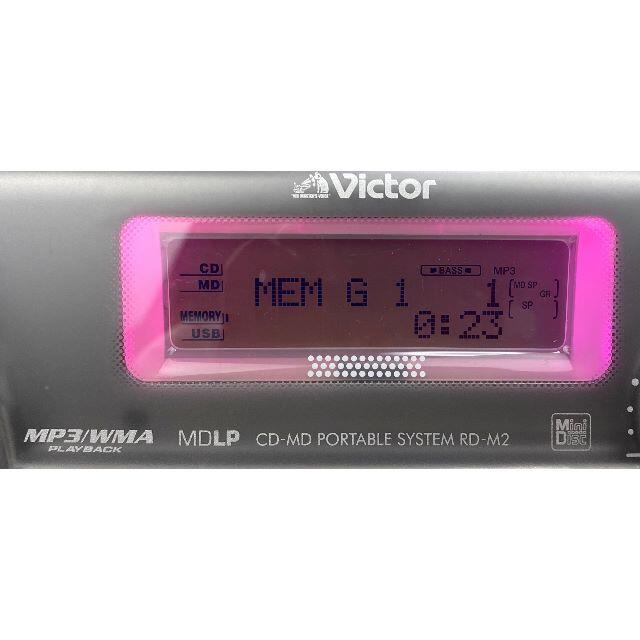 "HIS MASTER'S VOICE"
Victor
CD
MD
MEMORY
USB
BASS
MP3
MEM G 1 1
0:23
MD SP
GR
SP
MP3/WMA
PLAYBACK
MDLP
CD-MD PORTABLE SYSTEM RD-M2
Mini
Disc